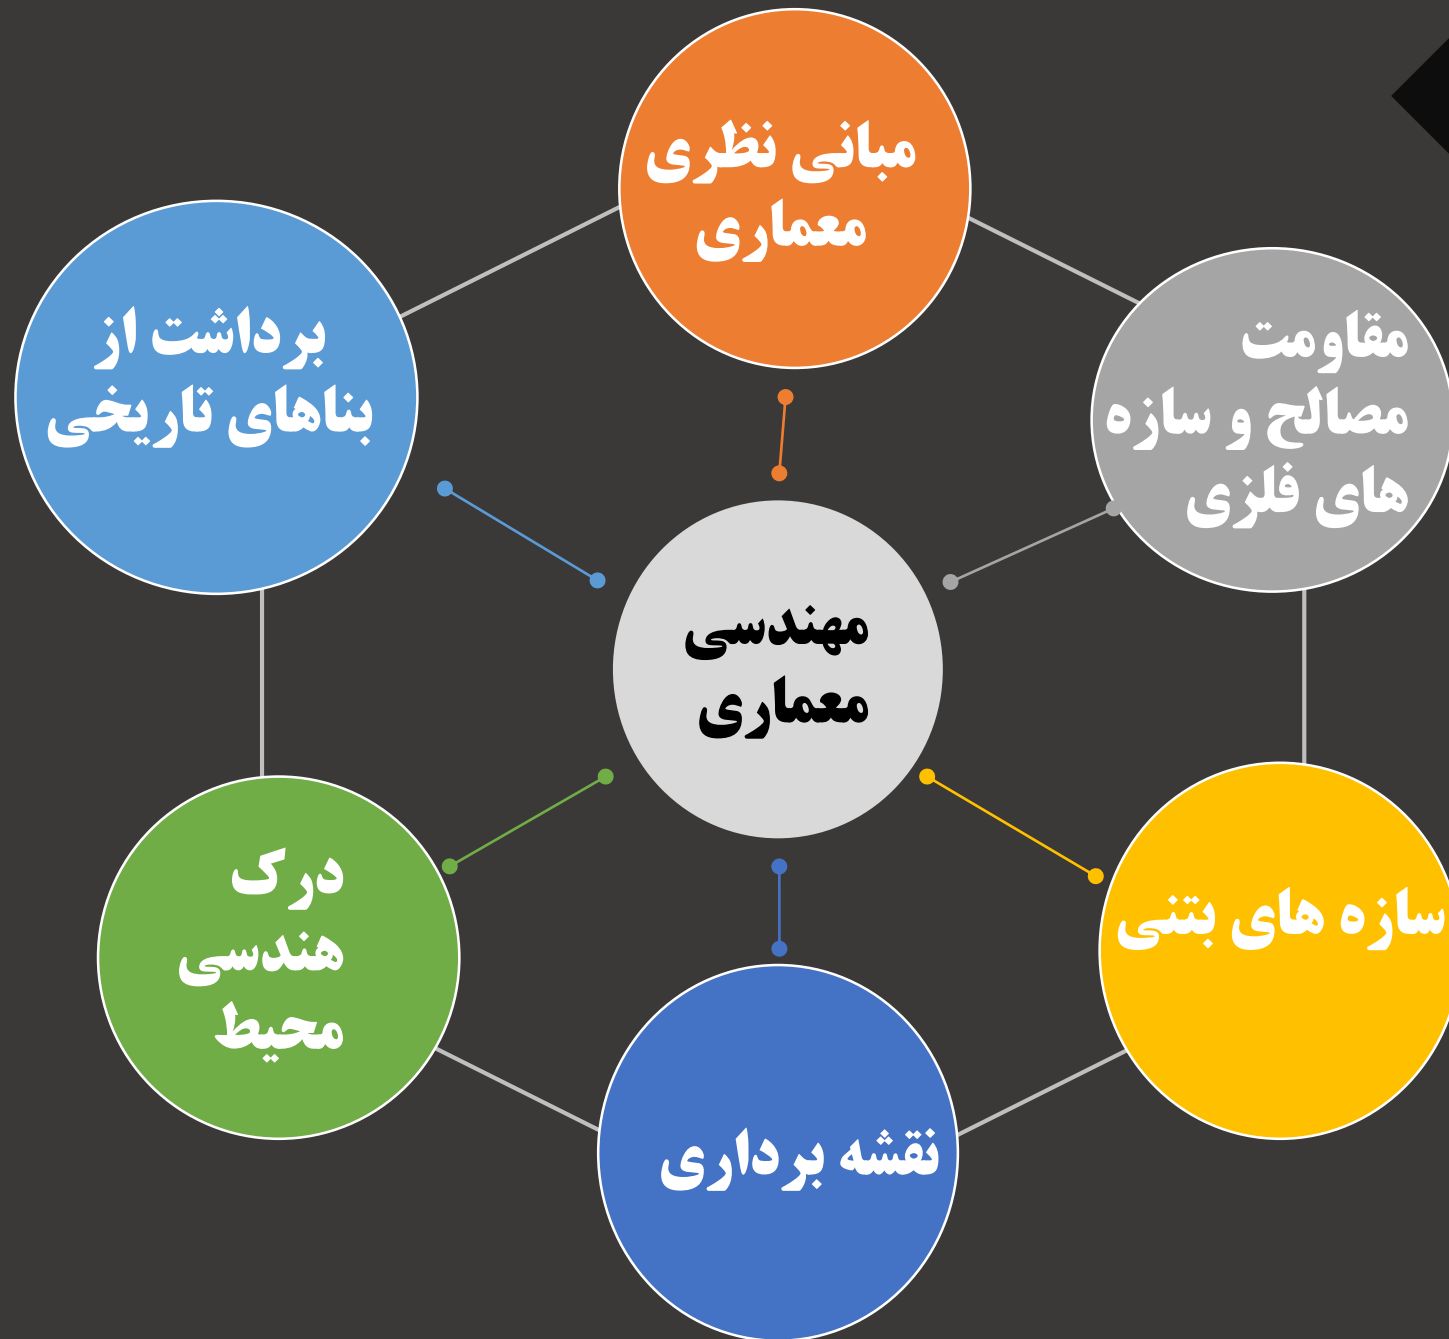 مبانی نظری
معماری
مقاومت
مصالح و سازه
های فلزی
برداشت از
بناهای تاریخی
مهندسی
معماری
سازه های بتنی
درک
هندسی
محیط
نقشه برداری